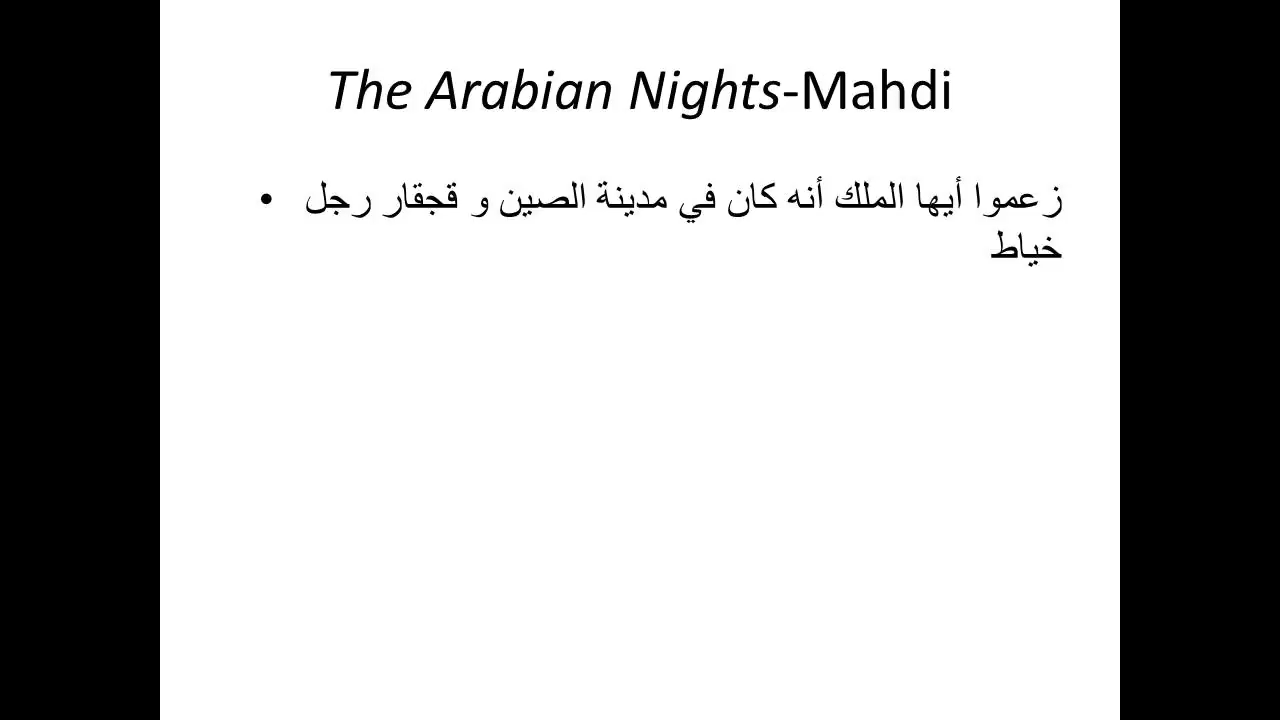 The Arabian Nights-Mahdi
• زعموا أيها الملك أنه كان في مدينة الصين و قجقار رجل
خياط